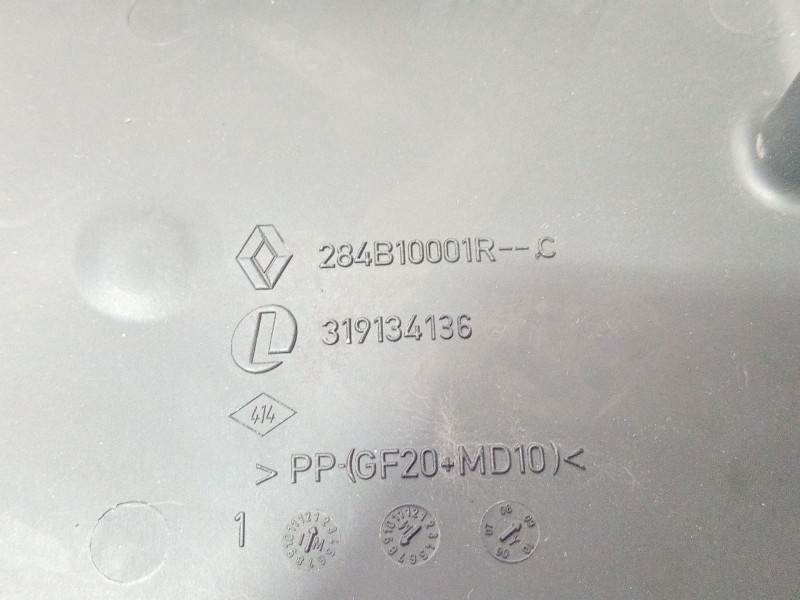 284B10001R--.C
L 319134136
414
>PP-(GF20+MD10)<
1